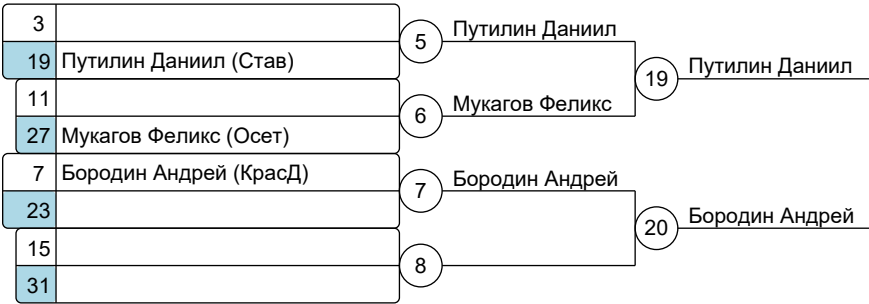 3
19 Путилин Даниил (Став)
11
27 Мукагов Феликс (Осет)
7 Бородин Андрей (КрасД)
23
15
31
5 Путилин Даниил
6 Мукагов Феликс
7 Бородин Андрей
8
19 Путилин Даниил
20 Бородин Андрей